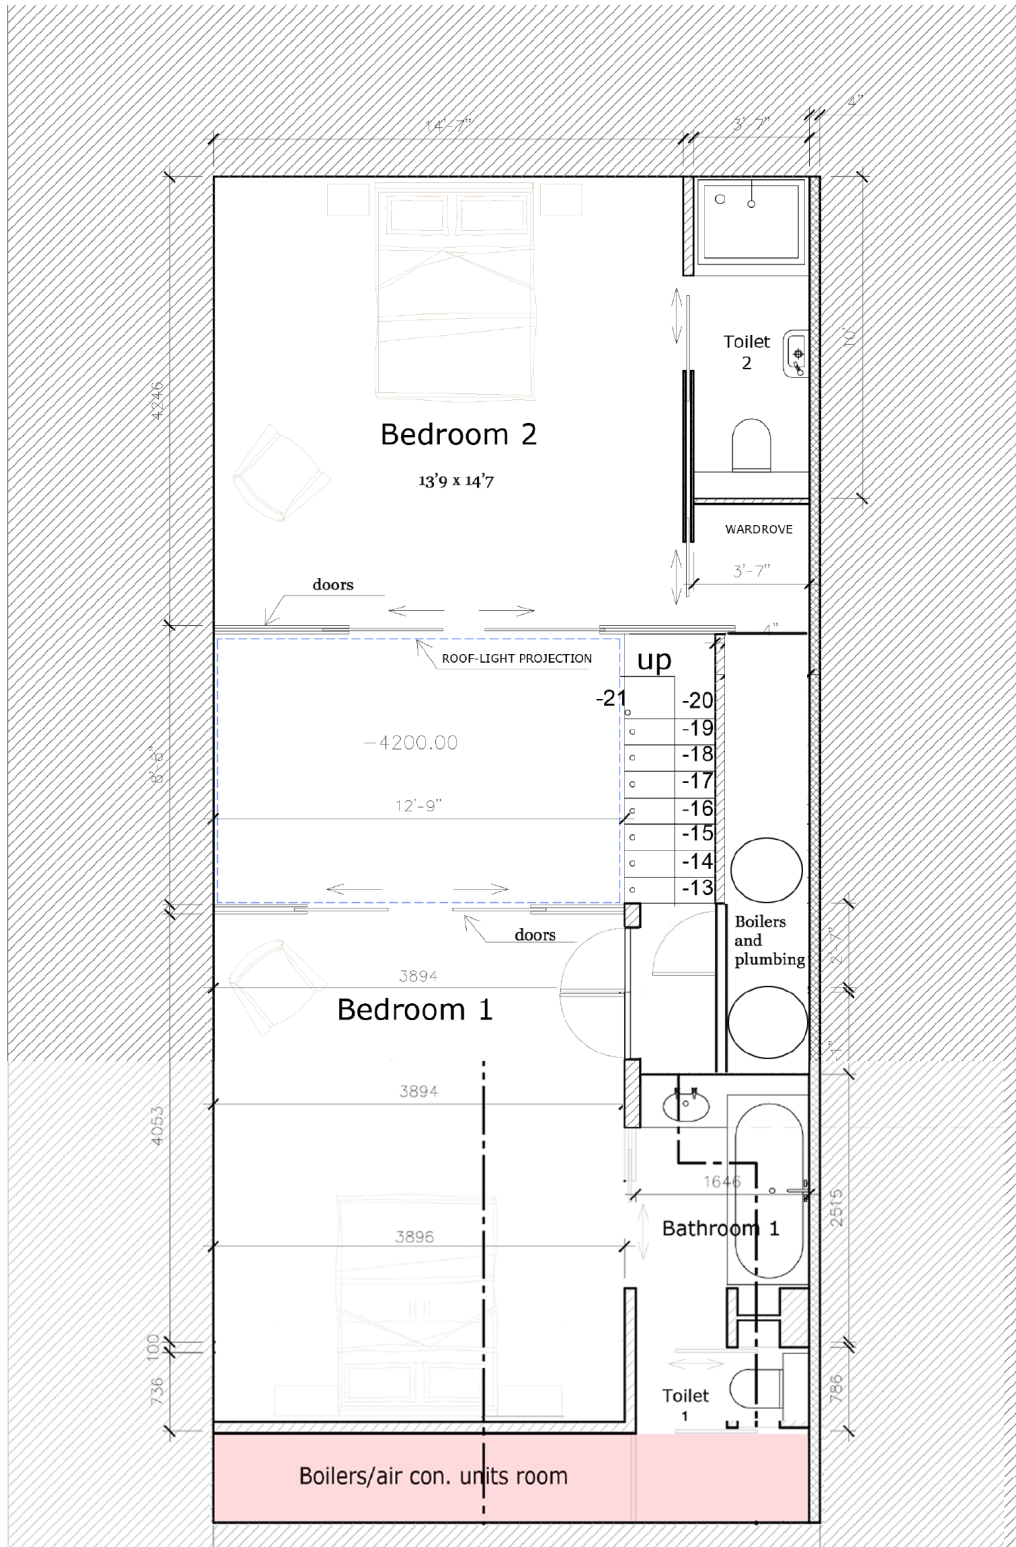 4”
14’-7”
3’-7”
Toilet
2
10’
4246
Bedroom 2
13’9 x 14’7
WARDROVE
3’-7”
doors
4”
ROOF-LIGHT PROJECTION
up
-21
-20
-19
-18
-17
-16
-15
-14
-13
−4200.00
12’-9”
Boilers
and
plumbing
doors
2’-7”
3894
Bedroom 1
3894
4053
1646
2515
Bathroom 1
3896
100
736
786
Toilet
1
Boilers/air con. units room